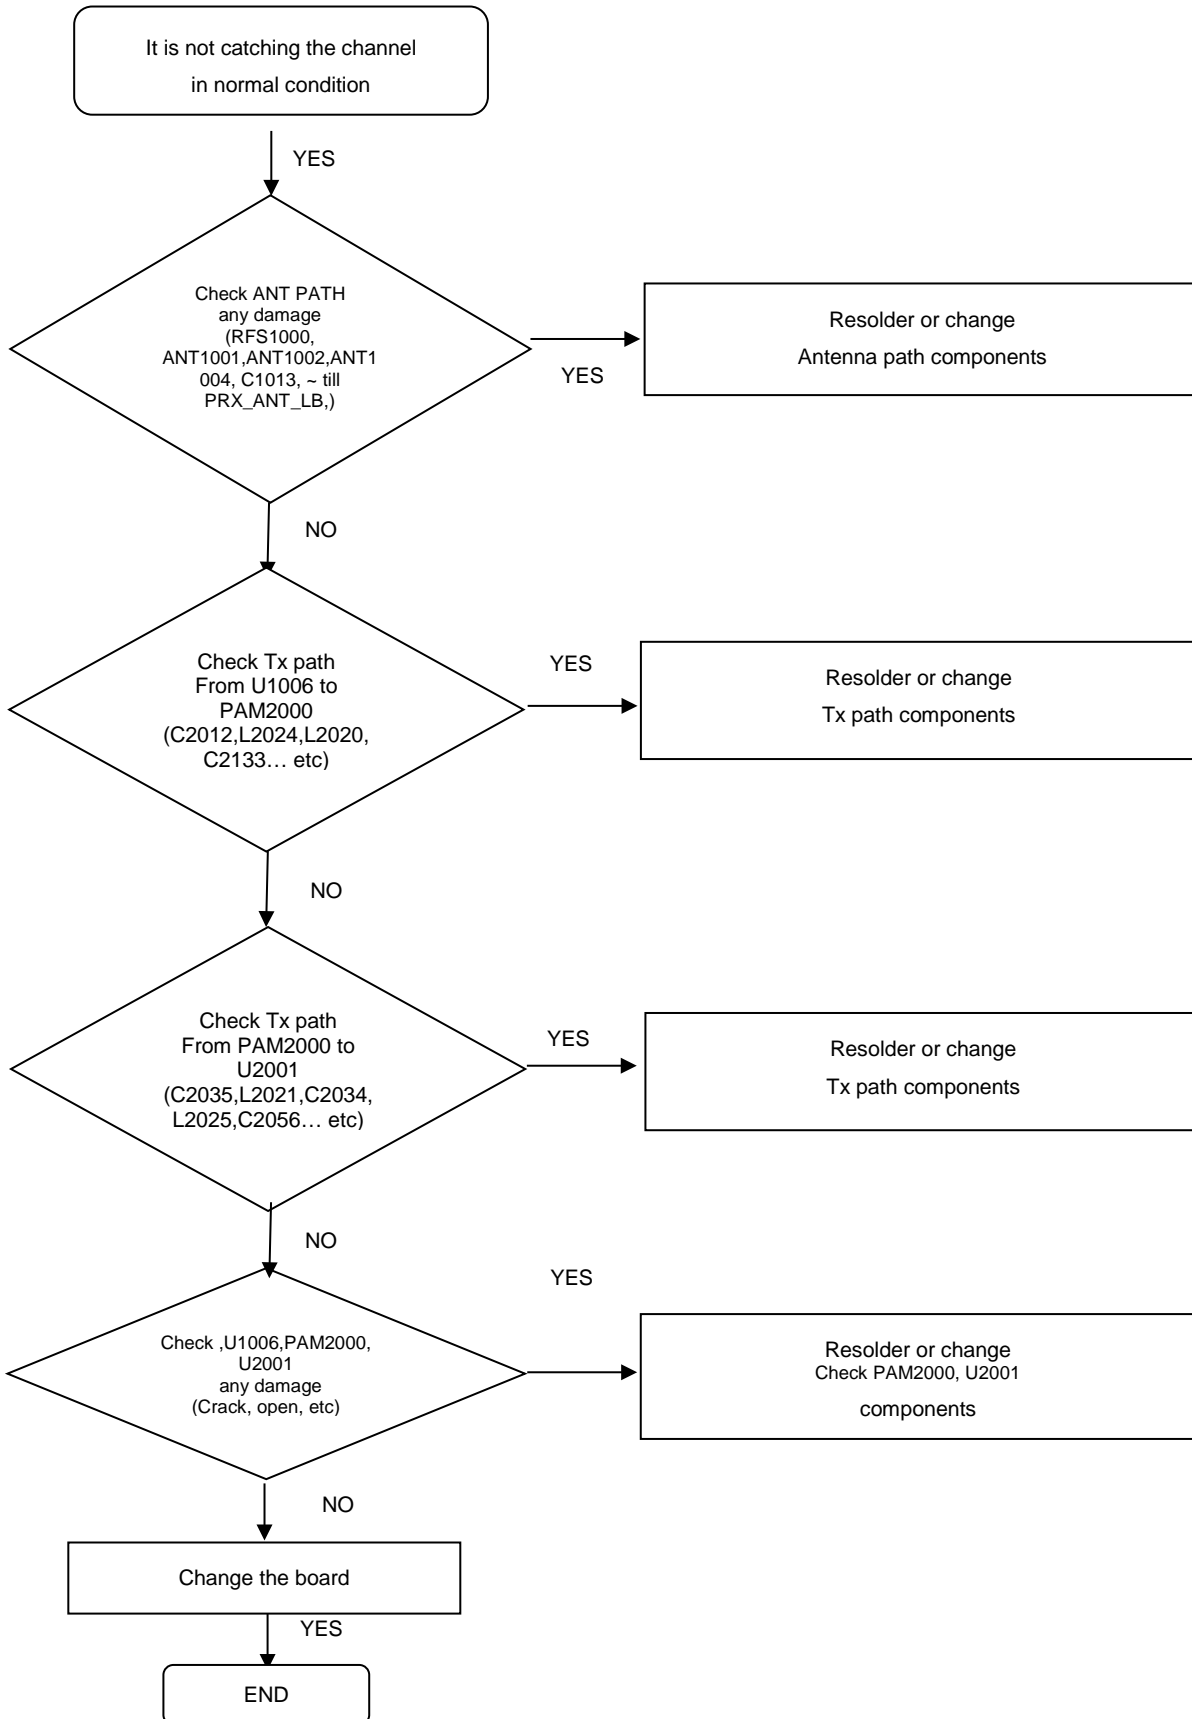 It is not catching the channel
in normal condition
YES
Check ANT PATH
any damage
(RFS1000,
ANT1001,ANT1002,ANT1
004, C1013, ~ till
PRX_ANT_LB,)
YES
Resolder or change
Antenna path components
NO
Check Tx path
From U1006 to
PAM2000
(C2012,L2024,L2020,
C2133… etc)
YES
Resolder or change
Tx path components
NO
Check Tx path
From PAM2000 to
U2001
(C2035,L2021,C2034,
L2025,C2056… etc)
YES
Resolder or change
Tx path components
NO
Check ,U1006,PAM2000,
U2001
any damage
(Crack, open, etc)
YES
Resolder or change
Check PAM2000, U2001
components
NO
Change the board
YES
END